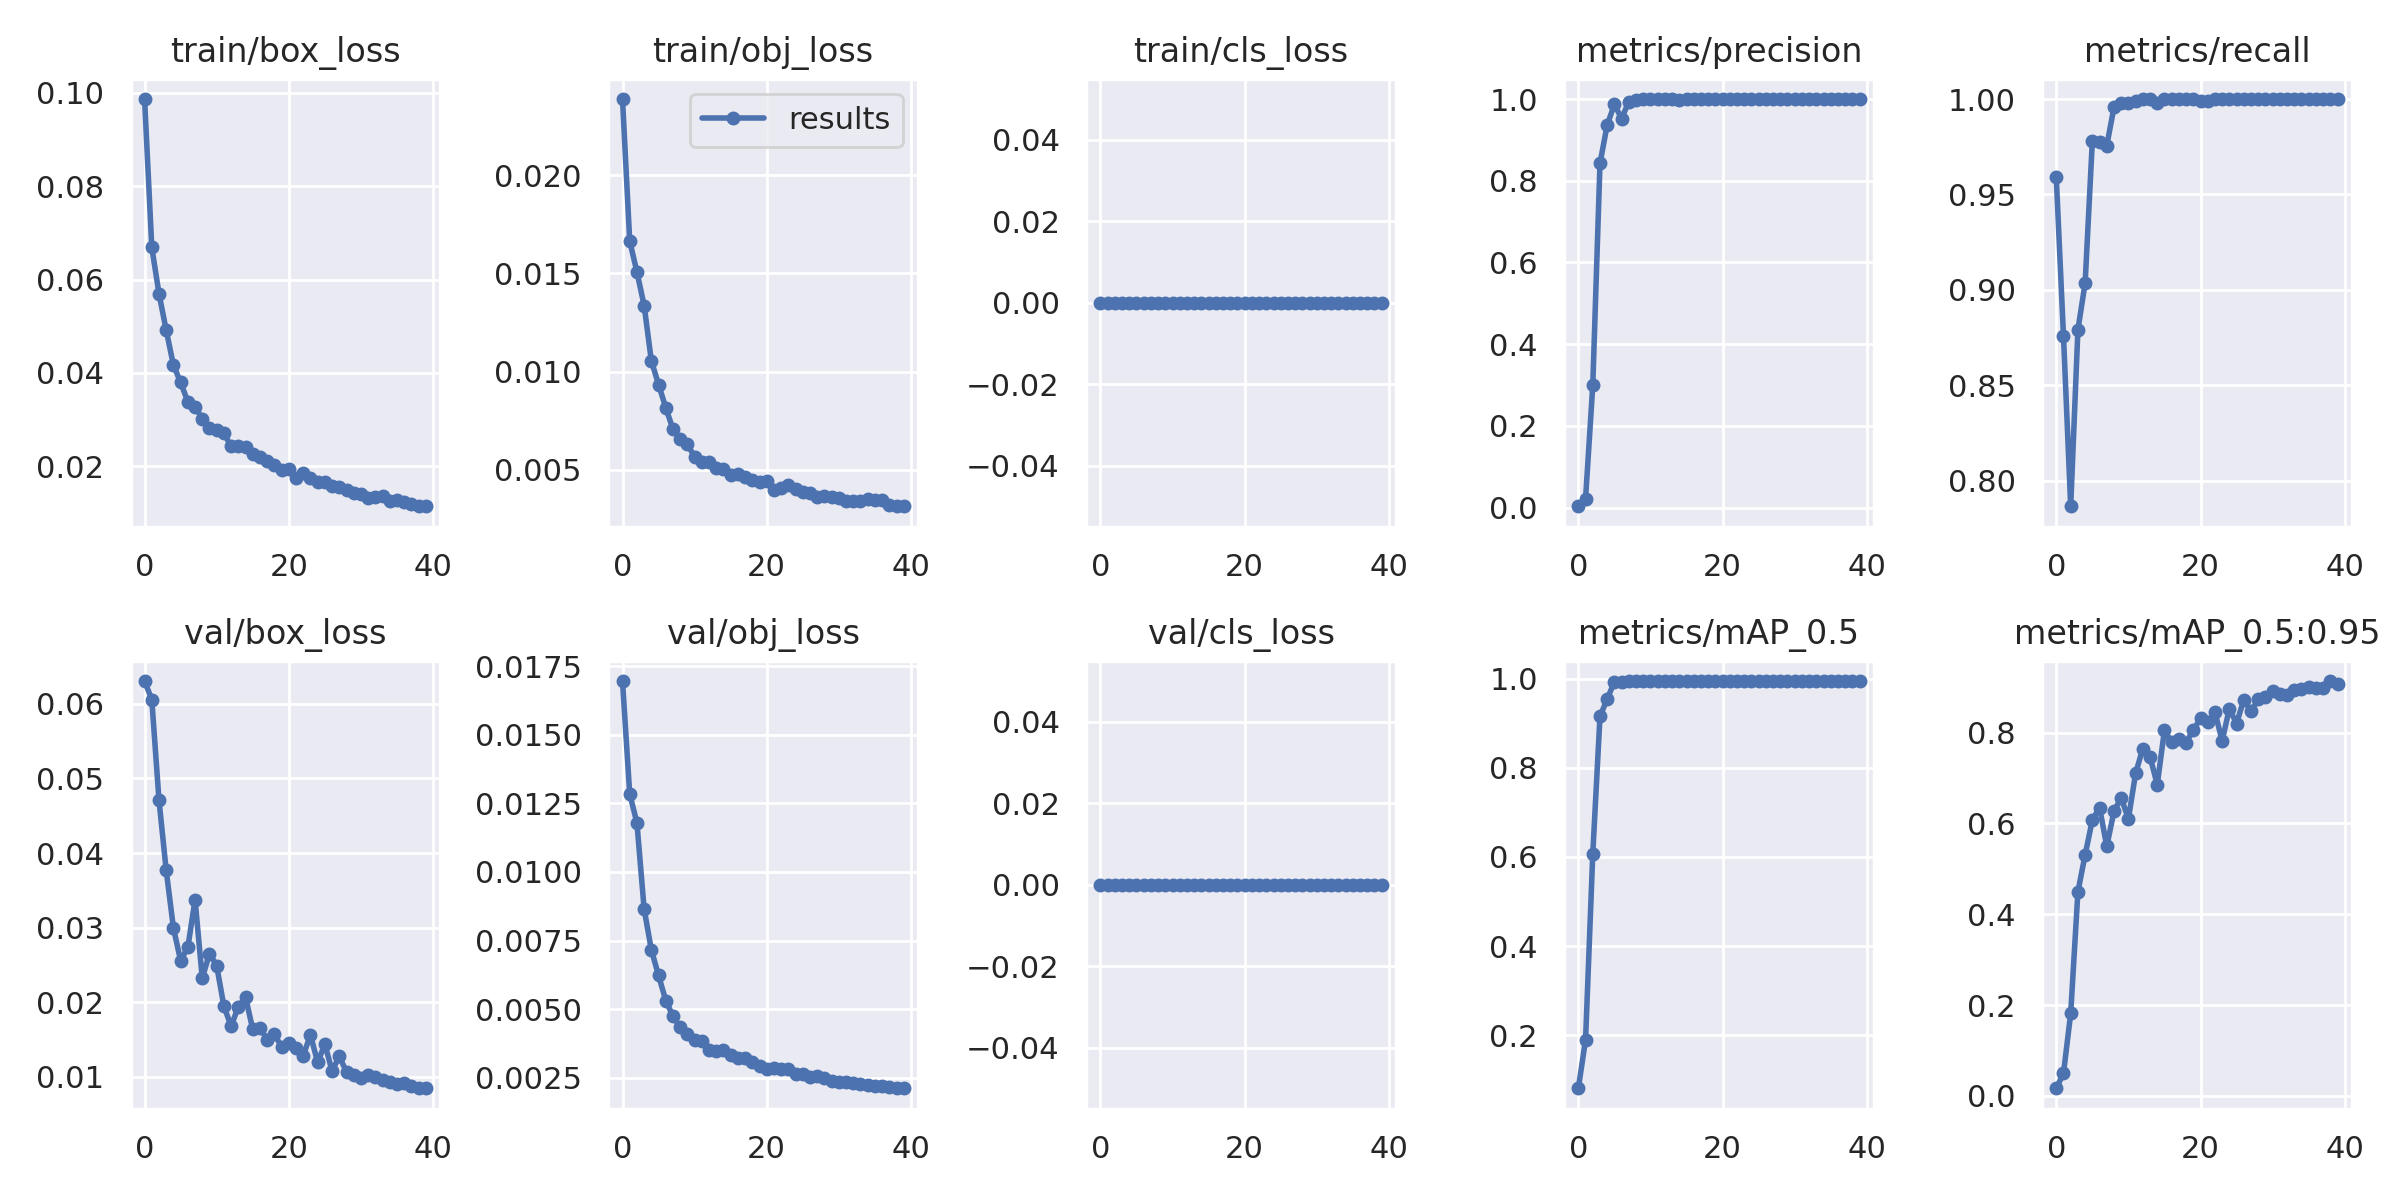 train/box_loss
0.10
0.08
0.06
0.04
0.02
0 20 40
train/obj_loss
results
0.020
0.015
0.010
0.005
0 20 40
train/cls_loss
0.04
0.02
0.00
−0.02
−0.04
0 20 40
metrics/precision
1.0
0.8
0.6
0.4
0.2
0.0
0 20 40
metrics/recall
1.00
0.95
0.90
0.85
0.80
0 20 40
val/box_loss
0.06
0.05
0.04
0.03
0.02
0.01
0 20 40
val/obj_loss
0.0175
0.0150
0.0125
0.0100
0.0075
0.0050
0.0025
0 20 40
val/cls_loss
0.04
0.02
0.00
−0.02
−0.04
0 20 40
metrics/mAP_0.5
1.0
0.8
0.6
0.4
0.2
0 20 40
metrics/mAP_0.5:0.95
0.8
0.6
0.4
0.2
0.0
0 20 40